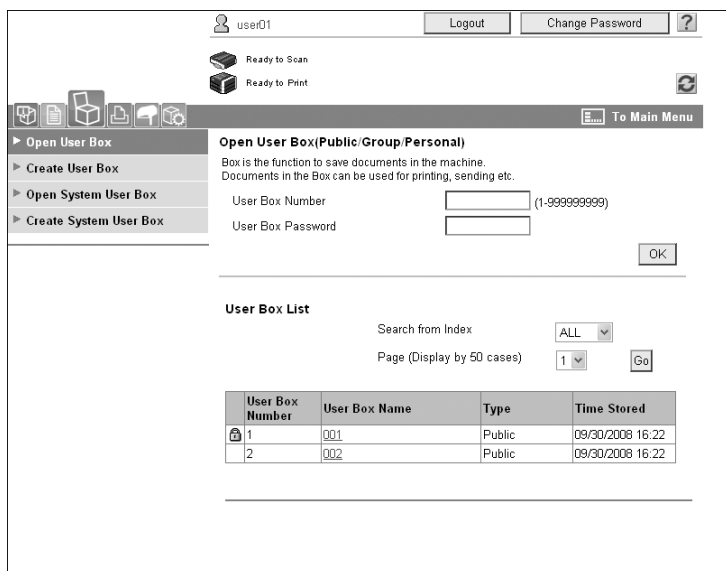 user01
Logout
Change Password
?
Ready to Scan
Ready to Print
To Main Menu
Open User Box
Create User Box
Open System User Box
Create System User Box
Open User Box(Public/Group/Personal)
Box is the function to save documents in the machine.
Documents in the Box can be used for printing, sending etc.
User Box Number (1-999999999)
User Box Password
OK
User Box List
Search from Index ALL
Page (Display by 50 cases) 1 Go
User Box Number User Box Name Type Time Stored
1 001 Public 09/30/2008 16:22
2 002 Public 09/30/2008 16:22